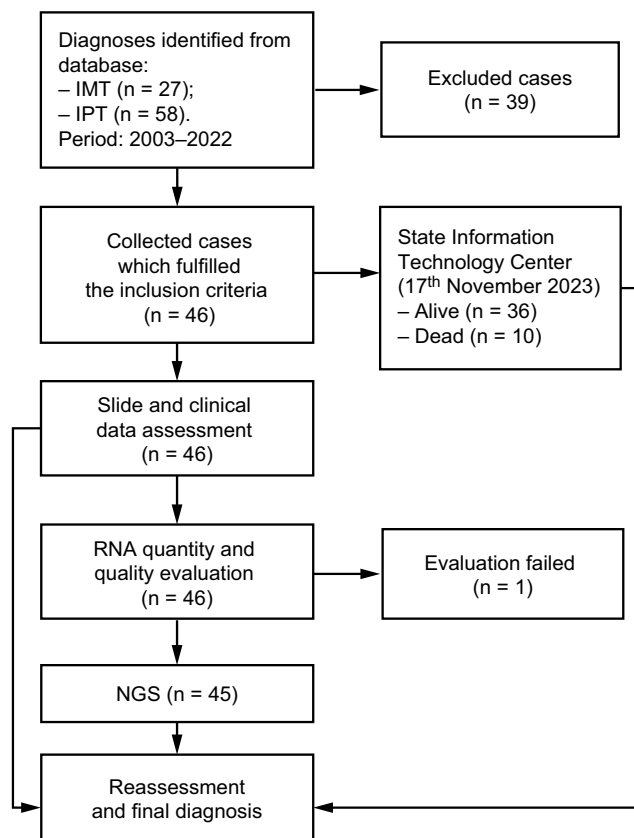 Diagnoses identified from
database:
– IMT (n = 27);
– IPT (n = 58).
Period: 2003–2022
Excluded cases
(n = 39)
Collected cases
which fulfilled
the inclusion criteria
(n = 46)
State Information
Technology Center
(17th November 2023)
– Alive (n = 36)
– Dead (n = 10)
Slide and clinical
data assessment
(n = 46)
RNA quantity and
quality evaluation
(n = 46)
Evaluation failed
(n = 1)
NGS (n = 45)
Reassessment
and final diagnosis